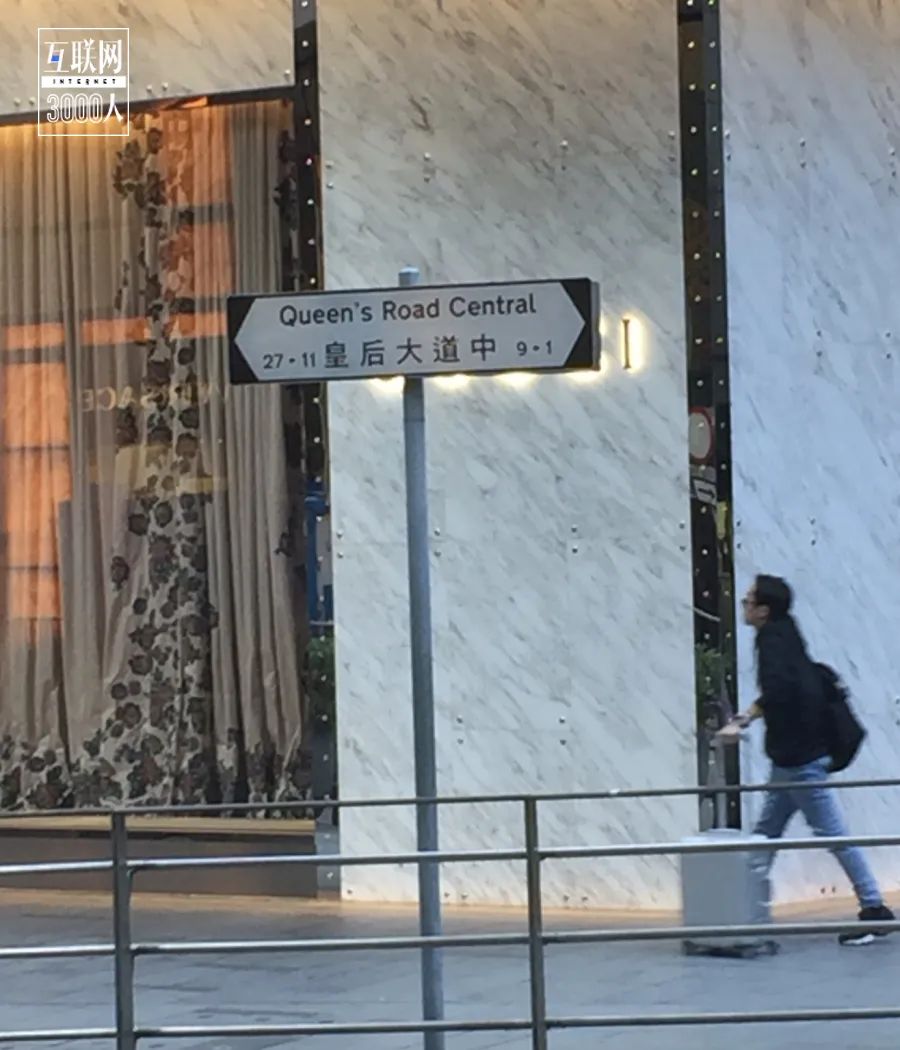 互联网
INTERNET
3000人
Queen's Road Central
27-11 皇后大道中 9-1